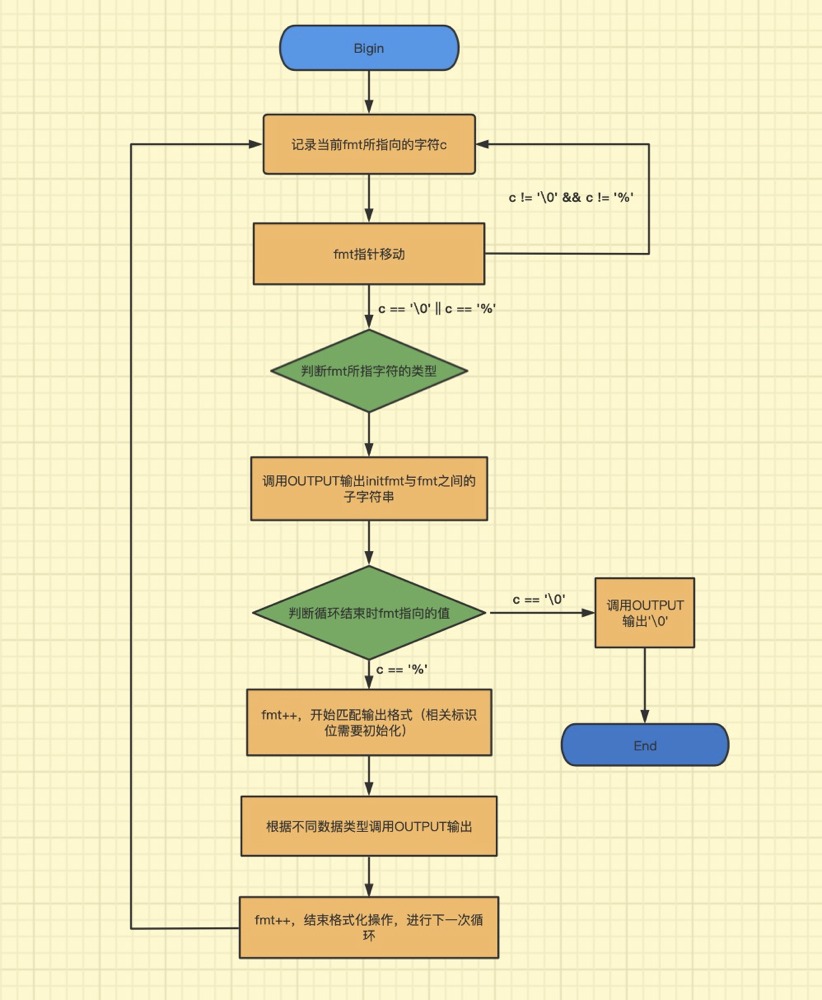 Bigin
记录当前fmt所指向的字符c
c != '\0' && c != '%'
fmt指针移动
c == '\0' || c == '%'
判断fmt所指字符的类型
调用OUTPUT输出initfmt与fmt之间的
子字符串
判断循环结束时fmt指向的值
c == '\0'
调用OUTPUT
输出'\0'
c == '%'
fmt++，开始匹配输出格式（相关标识
位需要初始化）
End
根据不同数据类型调用OUTPUT输出
fmt++，结束格式化操作，进行下一次循
环